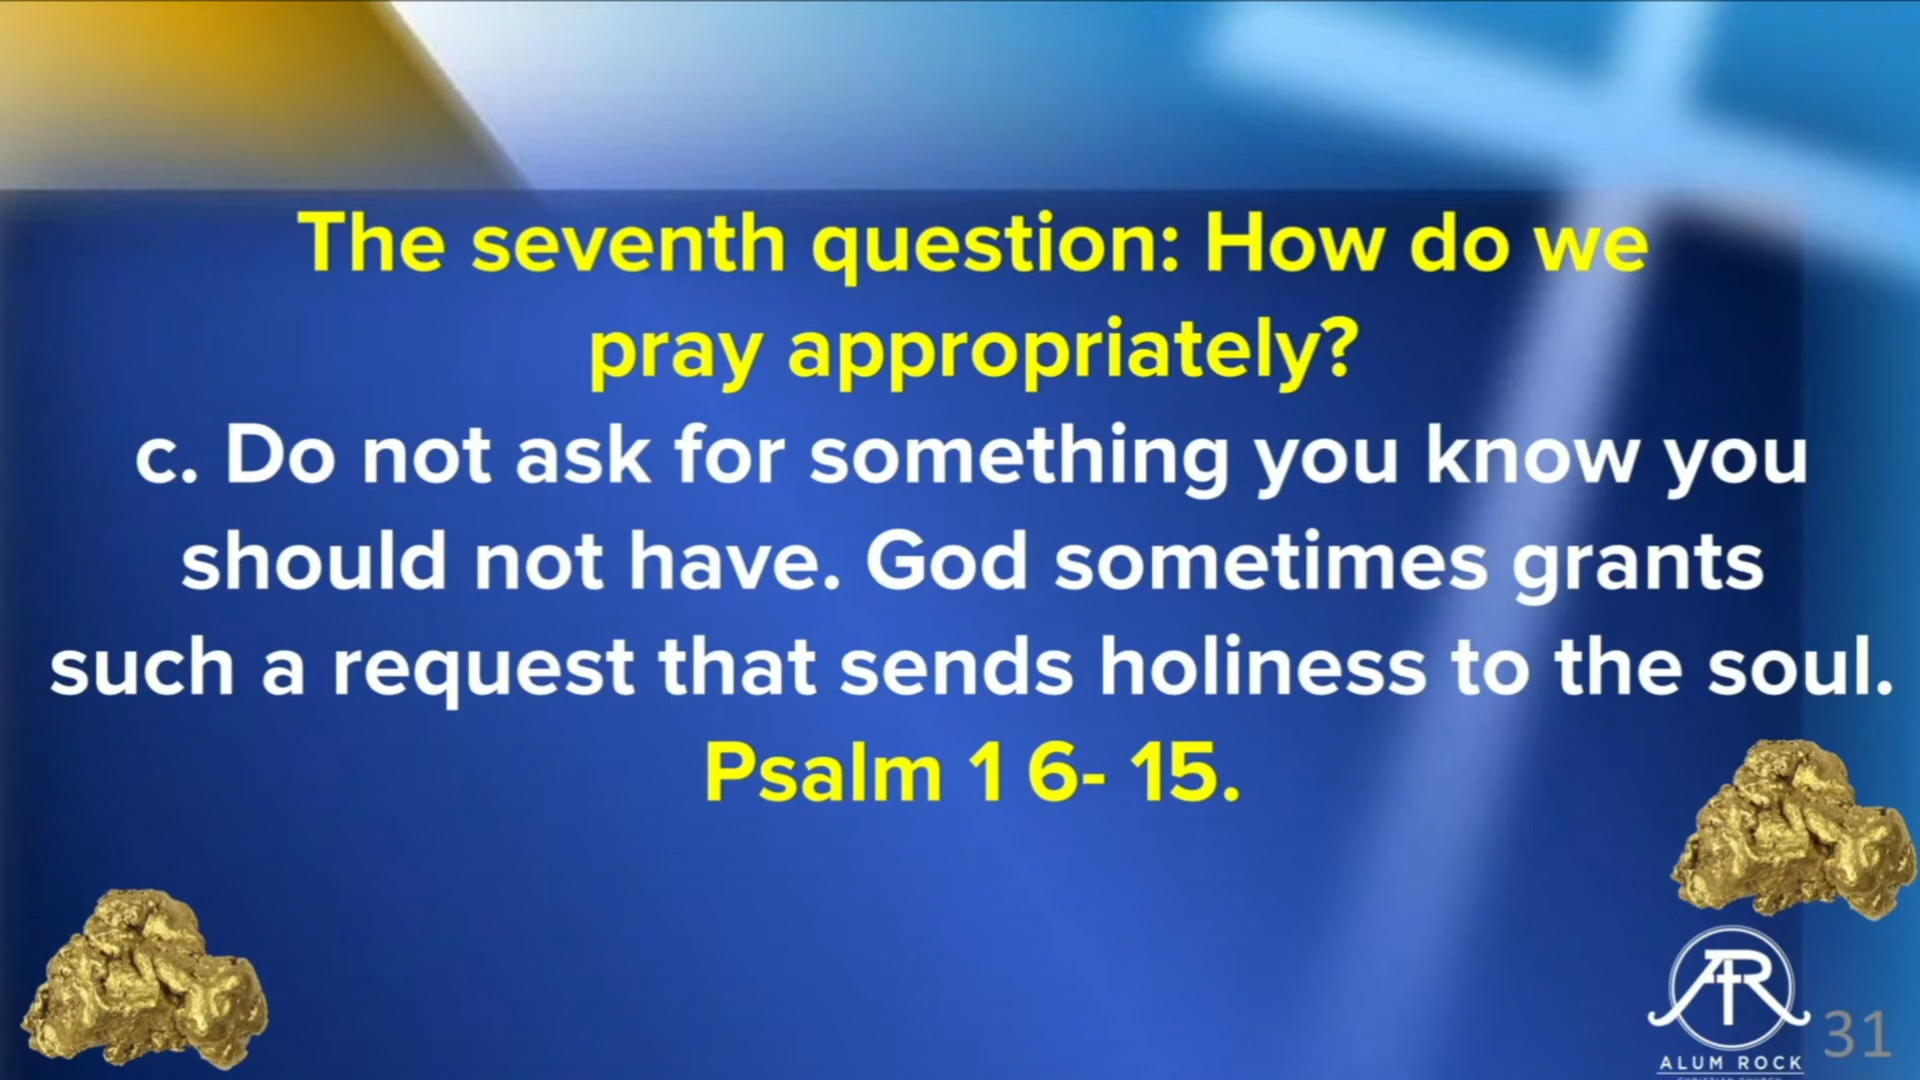 The seventh question: How do we
pray appropriately?
c. Do not ask for something you know you
should not have. God sometimes grants
such a request that sends holiness to the soul.
Psalm 1 6- 15.
ATR
31
ALUM ROCK